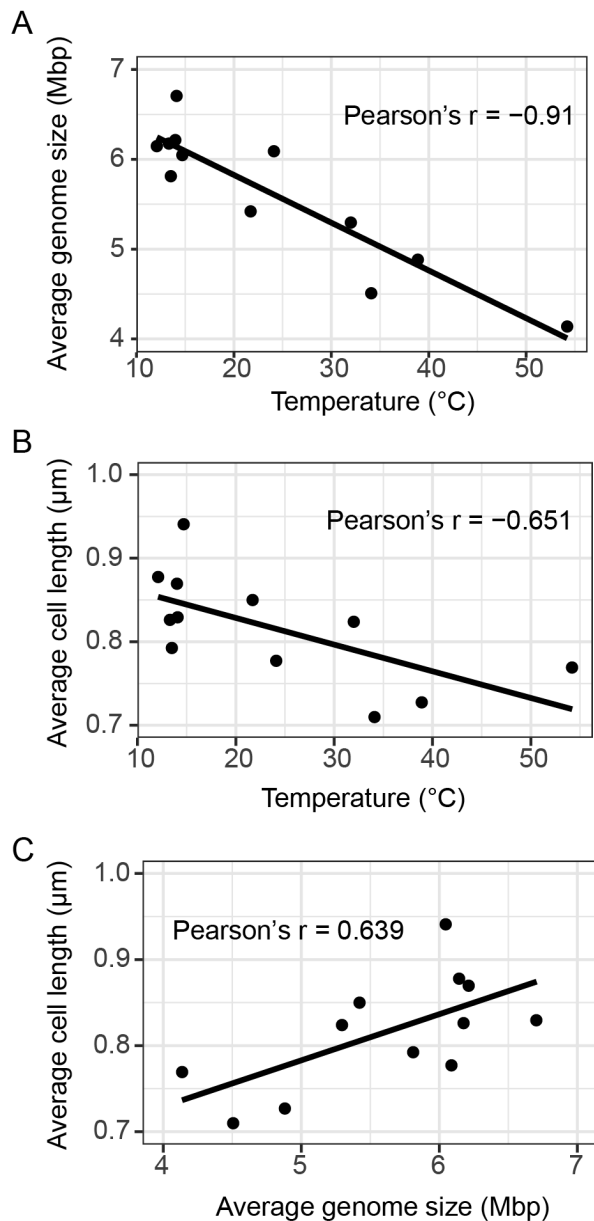 A
Average genome size (Mbp)
7
6
5
4
Pearson’s r = −0.91
10 20 30 40 50
Temperature (°C)
B
Average cell length (µm)
1.0
0.9
0.8
0.7
Pearson’s r = −0.651
10 20 30 40 50
Temperature (°C)
C
Average cell length (µm)
1.0
0.9
0.8
0.7
Pearson’s r = 0.639
4 5 6 7
Average genome size (Mbp)